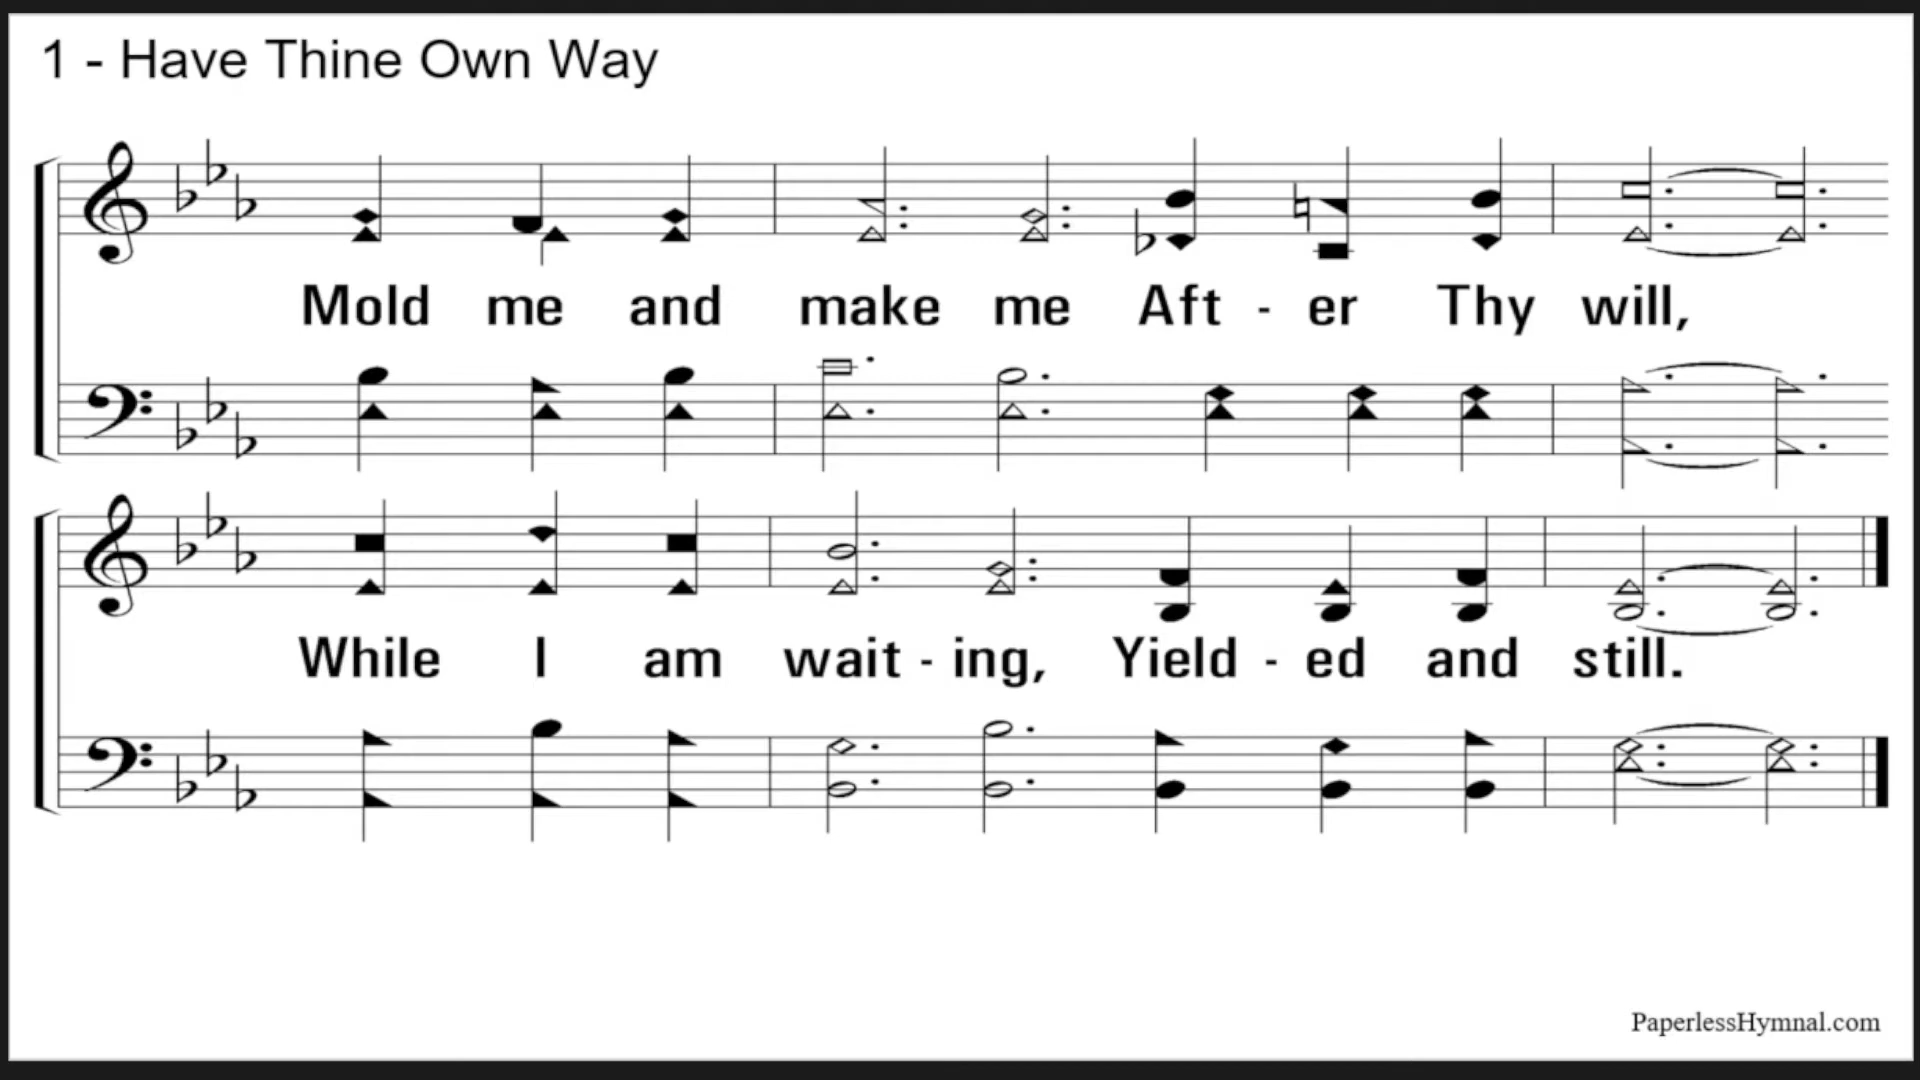 1 - Have Thine Own Way
Mold me and make me Aft - er Thy will,
While I am wait - ing, Yield - ed and still.
PaperlessHymnal.com